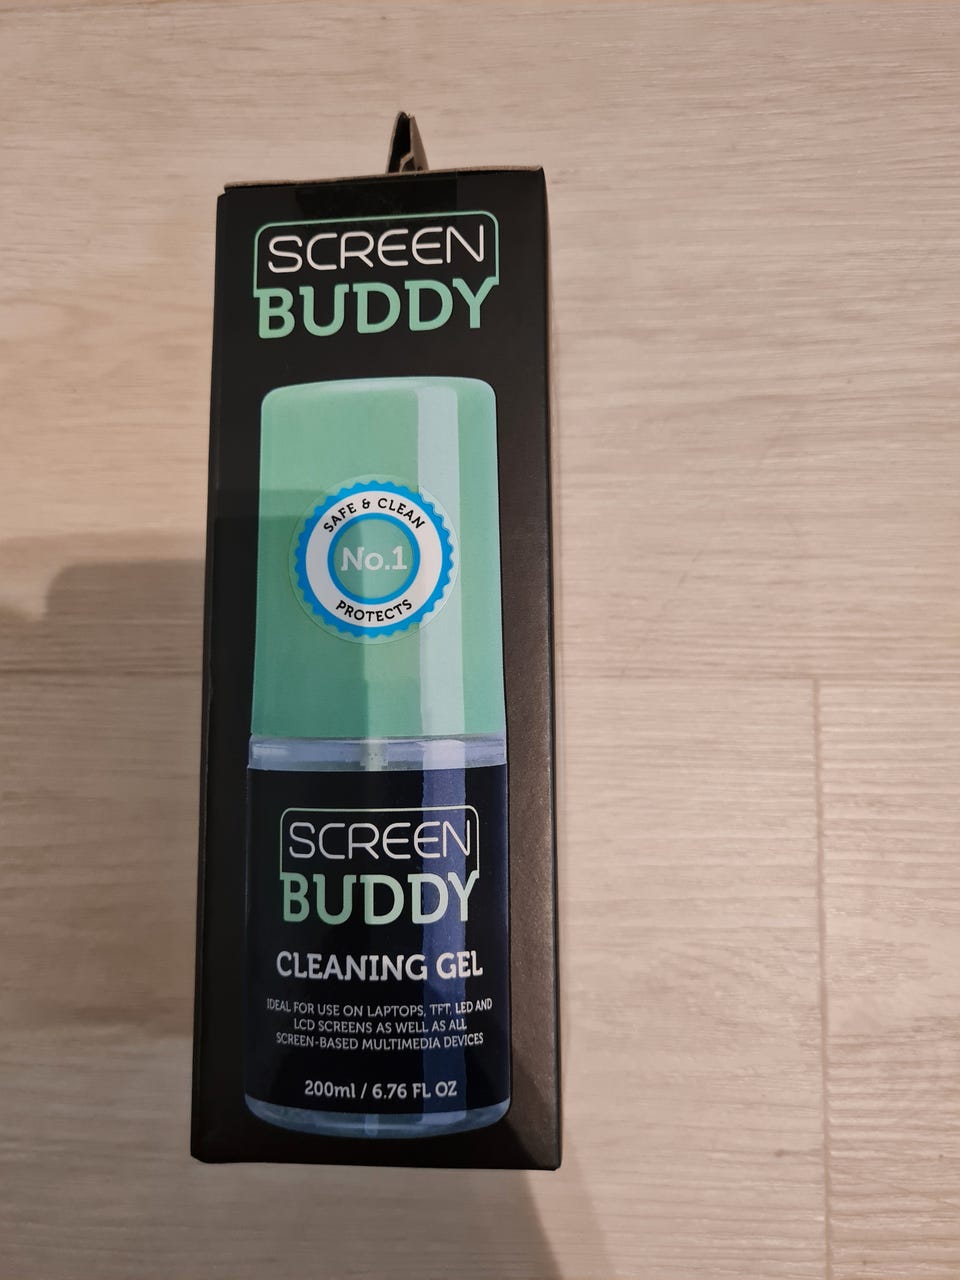 SCREEN
BUDDY
SAFE & CLEAN
No.1
PROTECTS
SCREEN
BUDDY
CLEANING GEL
IDEAL FOR USE ON LAPTOPS, TFT, LED AND
LCD SCREENS AS WELL AS ALL
SCREEN-BASED MULTIMEDIA DEVICES
200ml / 6.76 FL OZ